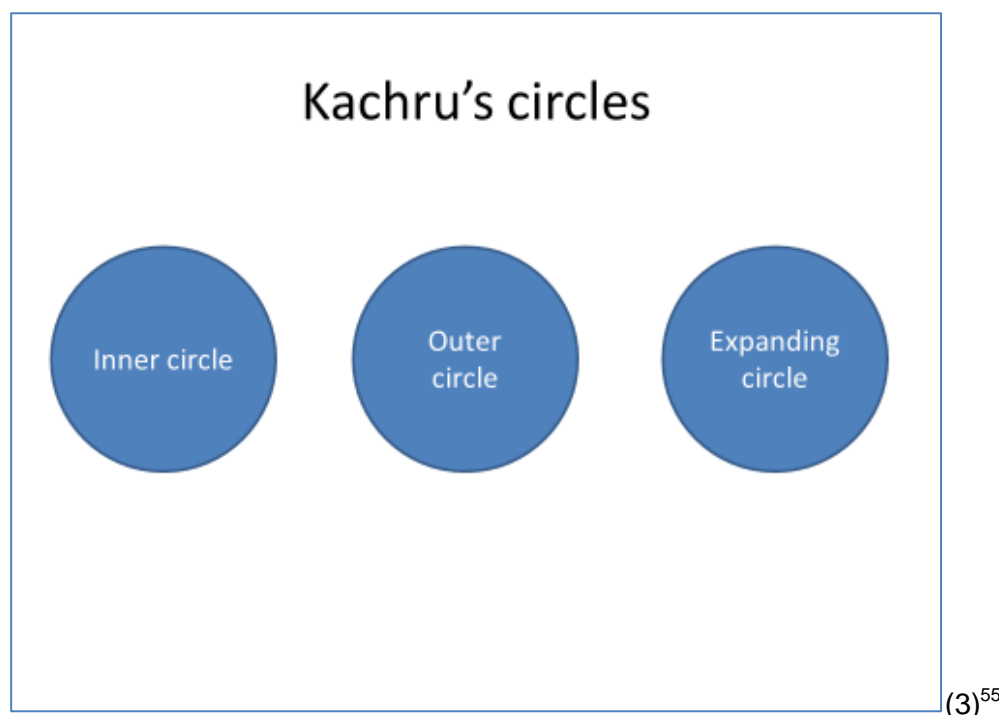 Kachru's circles
Inner circle
Outer
circle
Expanding
circle
(3)55